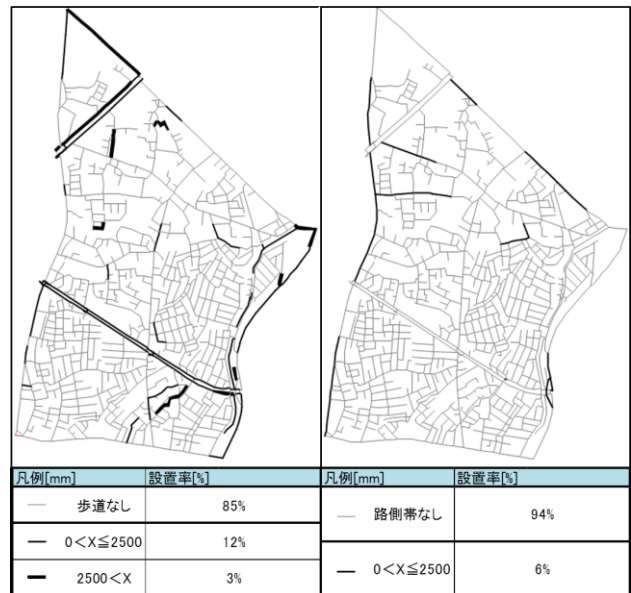 凡例[mm] 設置率[%]
歩道なし 85%
0<X≦2500 12%
2500<X 3%
凡例[mm] 設置率[%]
路側帯なし 94%
0<X≦2500 6%